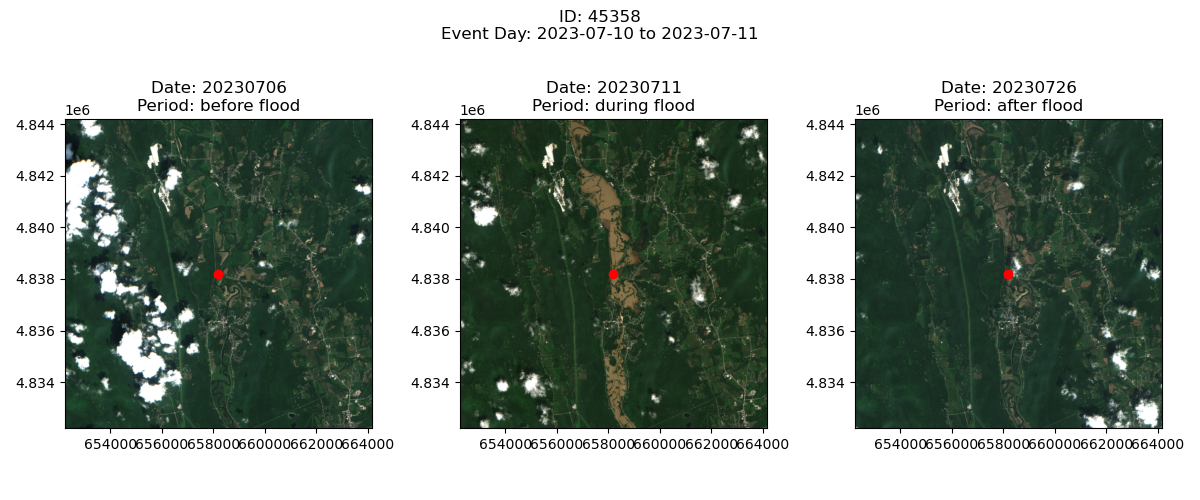 ID: 45358
Event Day: 2023-07-10 to 2023-07-11
Date: 20230706
Period: before flood
1e6
4.844
4.842
4.840
4.838
4.836
4.834
654000 656000 658000 660000 662000 664000
Date: 20230711
Period: during flood
1e6
4.844
4.842
4.840
4.838
4.836
4.834
654000 656000 658000 660000 662000 664000
Date: 20230726
Period: after flood
1e6
4.844
4.842
4.840
4.838
4.836
4.834
654000 656000 658000 660000 662000 664000